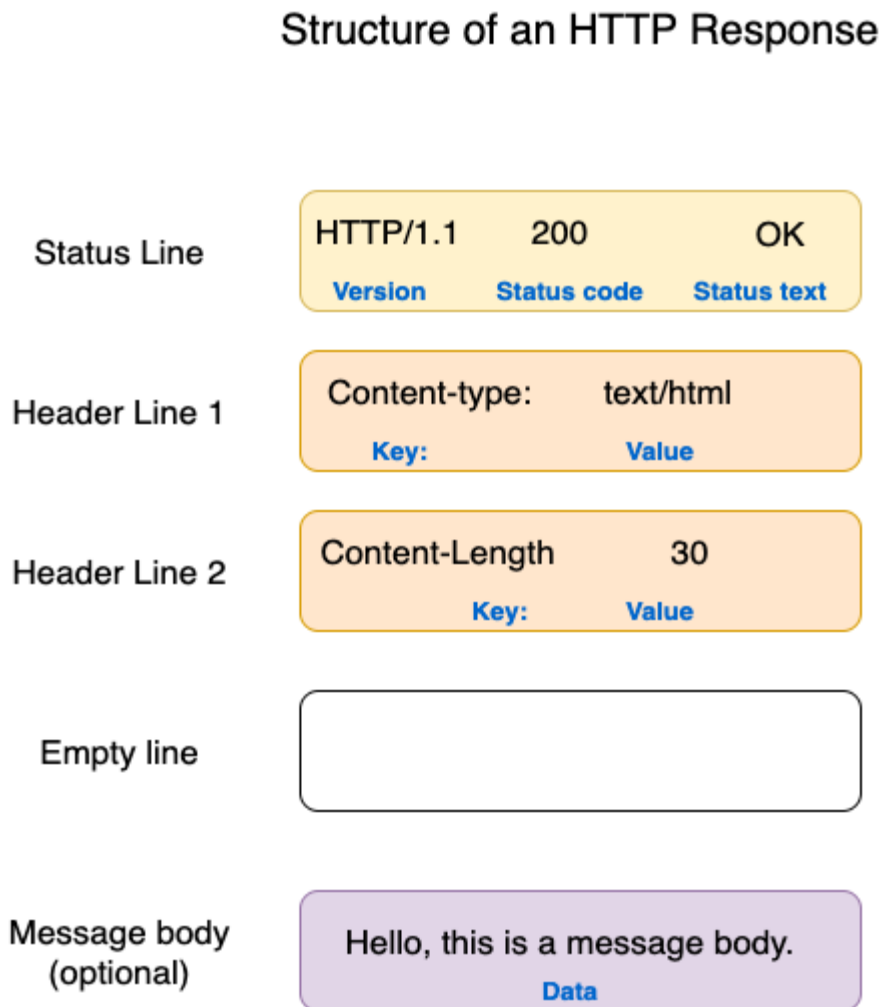 Structure of an HTTP Response
Status Line
HTTP/1.1 200 OK
Version Status code Status text
Header Line 1
Content-type: text/html
Key: Value
Header Line 2
Content-Length 30
Key: Value
Empty line
Message body
(optional)
Hello, this is a message body.
Data